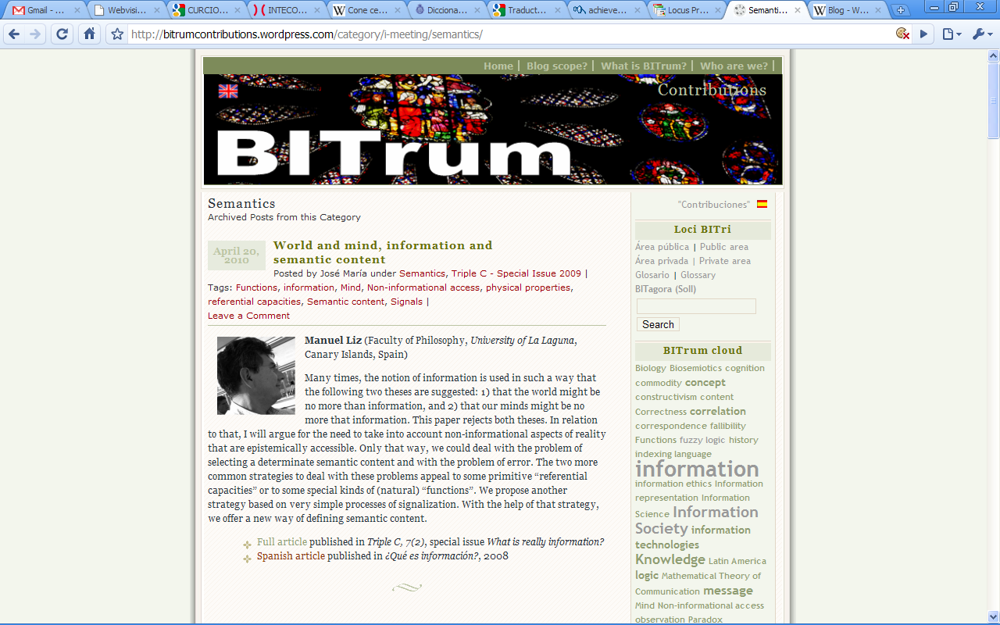 Gmail - ...
Webvisi...
CURCIO...
INTECO...
Cone ce...
Dicciona...
Traduct...
achieve...
Locus Pr...
Semanti...
Blog - W...
http://bitrumcontributions.wordpress.com/category/i-meeting/semantics/
Home | Blog scope? | What is BITrum? | Who are we? |
Contributions
BITrum
Semantics
Archived Posts from this Category
April 20,
2010
World and mind, information and
semantic content
Posted by José María under Semantics, Triple C - Special Issue 2009 |
Tags: Functions, information, Mind, Non-informational access, physical properties,
referential capacities, Semantic content, Signals |
Leave a Comment
Manuel Liz (Faculty of Philosophy, University of La Laguna,
Canary Islands, Spain)
Many times, the notion of information is used in such a way that
the following two theses are suggested: 1) that the world might be
no more than information, and 2) that our minds might be no
more that information. This paper rejects both theses. In relation
to that, I will argue for the need to take into account non-informational aspects of reality
that are epistemically accessible. Only that way, we could deal with the problem of
selecting a determinate semantic content and with the problem of error. The two more
common strategies to deal with these problems appeal to some primitive “referential
capacities” or to some special kinds of (natural) “functions”. We propose another
strategy based on very simple processes of signalization. With the help of that strategy,
we offer a new way of defining semantic content.
Full article published in Triple C, 7(2), special issue What is really information?
Spanish article published in ¿Qué es información?, 2008
"Contribuciones"
Loci BITri
Área pública | Public area
Área privada | Private area
Glosario | Glossary
BITagora (Soll)
Search
BITrum cloud
Biology Biosemiotics cognition
commodity concept
constructivism content
Correctness correlation
correspondence fallibility
Functions fuzzy logic history
indexing language
information
information ethics Information
representation Information
Science Information
Society information
technologies
Knowledge Latin America
logic Mathematical Theory of
Communication message
Mind Non-informational access
observation Paradox